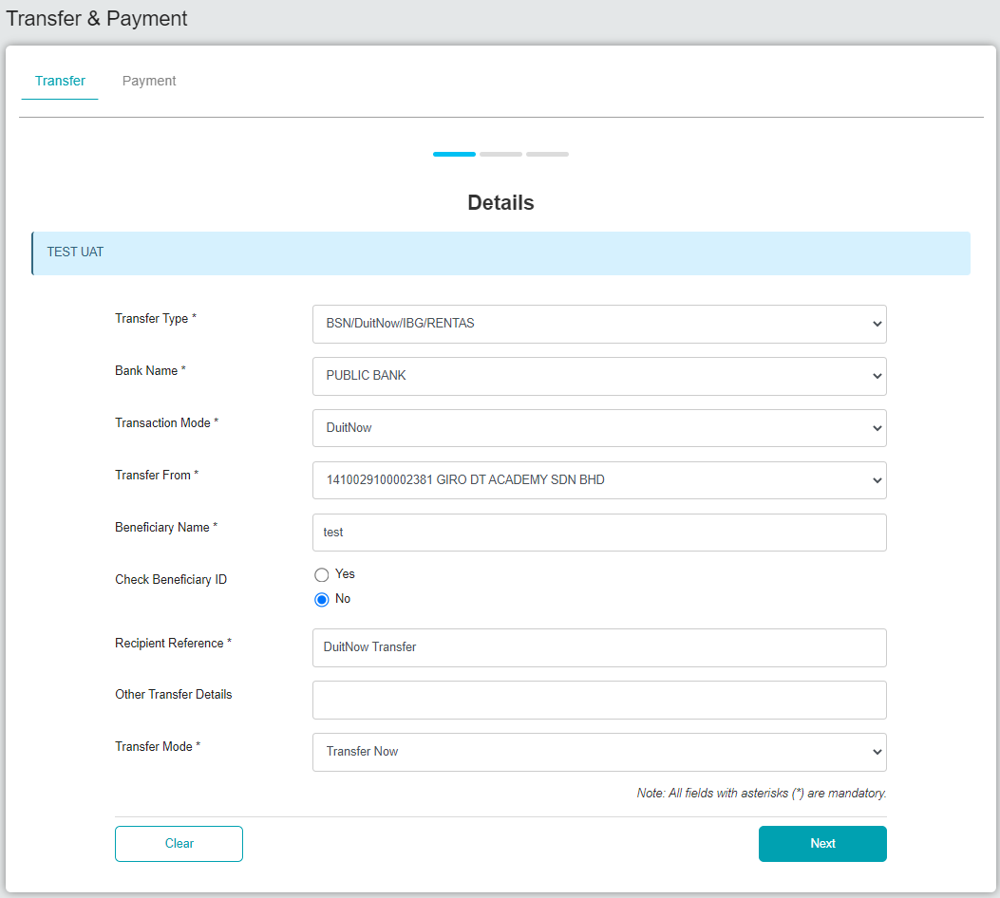 Transfer & Payment
Transfer Payment
Details
TEST UAT
Transfer Type * BSN/DuitNow/IBG/RENTAS
Bank Name * PUBLIC BANK
Transaction Mode * DuitNow
Transfer From * 1410029100002381 GIRO DT ACADEMY SDN BHD
Beneficiary Name * test
Check Beneficiary ID Yes
No
Recipient Reference * DuitNow Transfer
Other Transfer Details
Transfer Mode * Transfer Now
Note: All fields with asterisks (*) are mandatory.
Clear Next